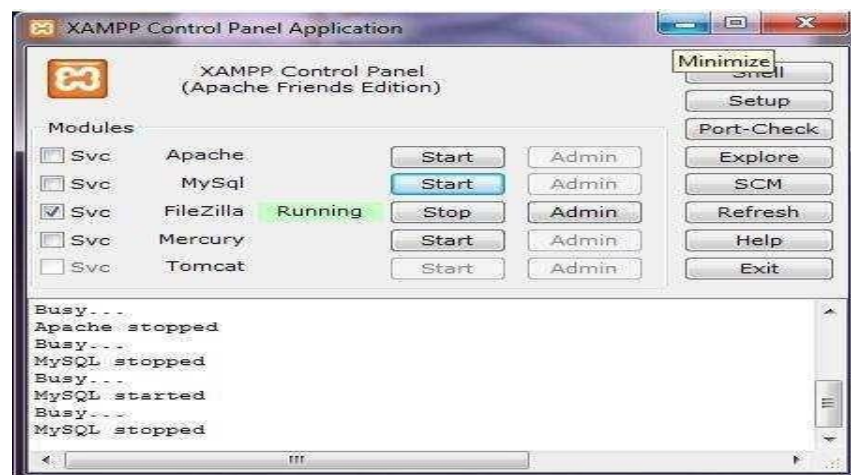 XAMPP Control Panel Application
XAMPP Control Panel
(Apache Friends Edition)
Minimize
Shell
Setup
Port-Check
Modules
Svc Apache Start Admin Explore
Svc MySql Start Admin SCM
Svc FileZilla Running Stop Admin Refresh
Svc Mercury Start Admin Help
Svc Tomcat Start Admin Exit
Busy...
Apache stopped
Busy...
MySQL stopped
Busy...
MySQL started
Busy...
MySQL stopped